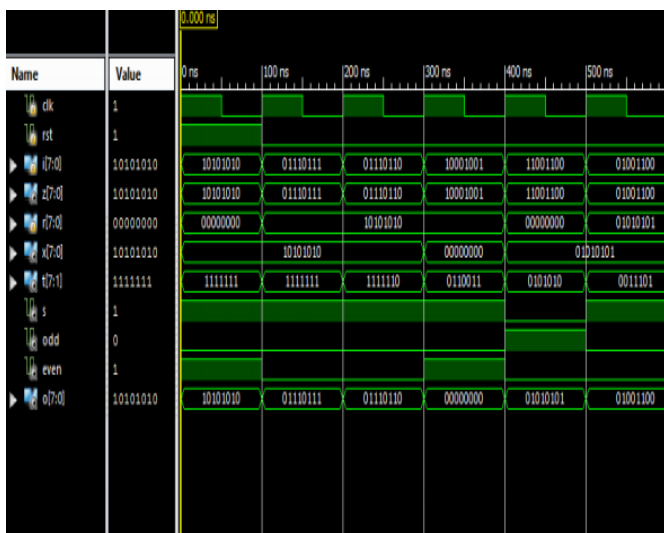 0.000 ns
Name Value 0 ns 100 ns 200 ns 300 ns 400 ns 500 ns
clk 1
rst 1
i[7:0] 10101010 10101010 01110111 01110110 10001001 11001100 01001100
z[7:0] 10101010 10101010 01110111 01110110 10001001 11001100 01001100
r[7:0] 00000000 00000000 10101010 00000000 01010101
x[7:0] 10101010 10101010 00000000 01010101
t[7:1] 1111111 1111111 1111111 1111110 0110011 0101010 0011101
s 1
odd 0
even 1
o[7:0] 10101010 10101010 01110111 01110110 00000000 01010101 01001100